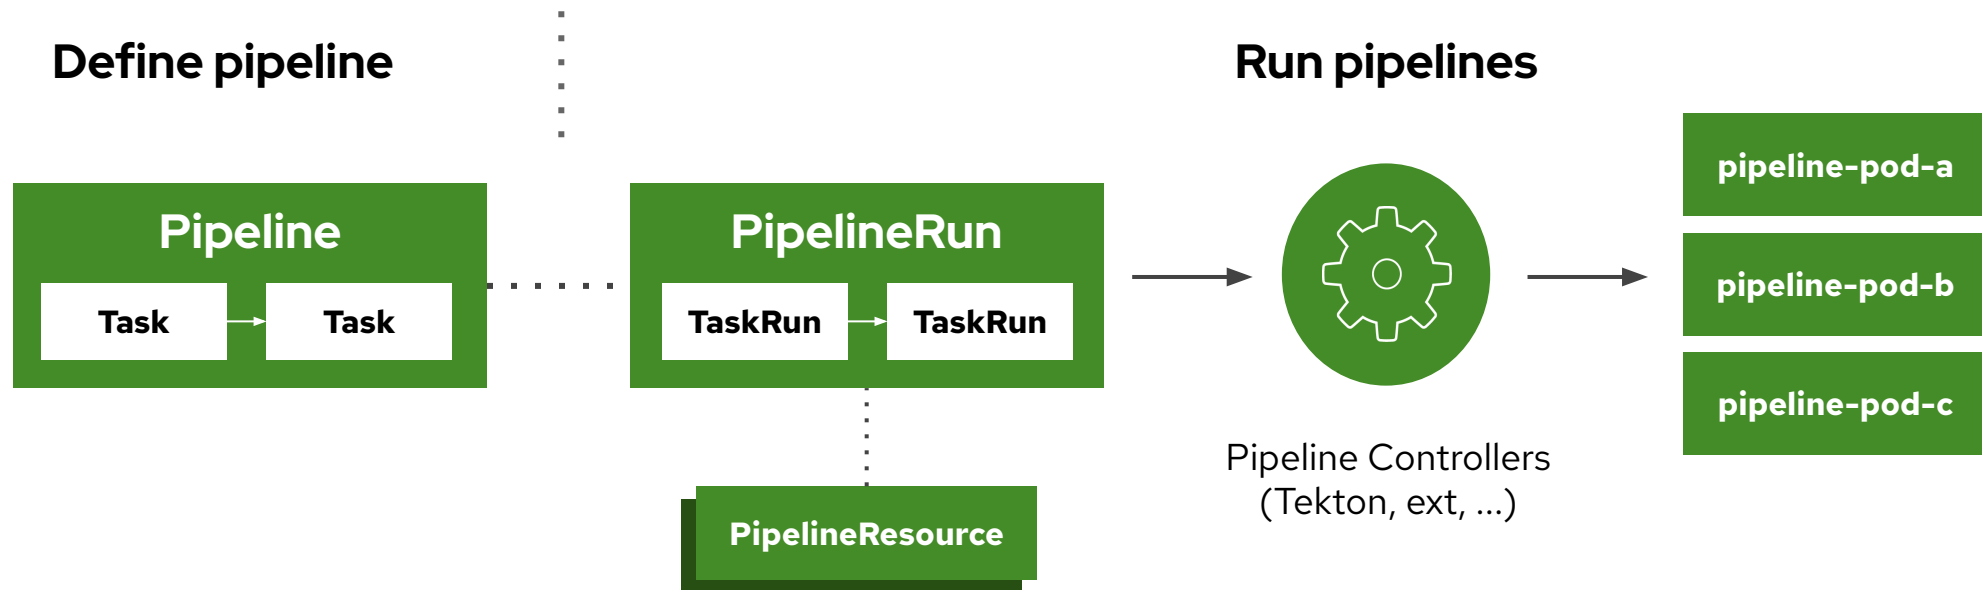 Define pipeline
Run pipelines
Pipeline
Task
Task
PipelineRun
TaskRun
TaskRun
PipelineResource
Pipeline Controllers
(Tekton, ext, ...)
pipeline-pod-a
pipeline-pod-b
pipeline-pod-c